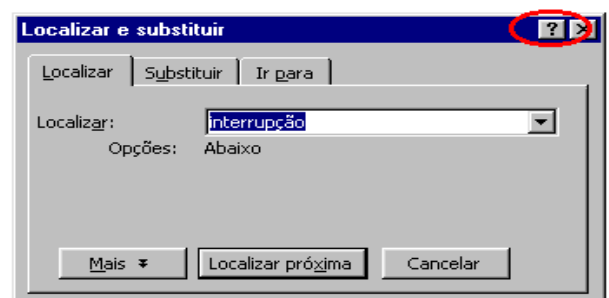 Localizar e substituir ? X
Localizar Substituir Ir para
Localizar: interrupção
Opções: Abaixo
Mais Localizar próxima Cancelar